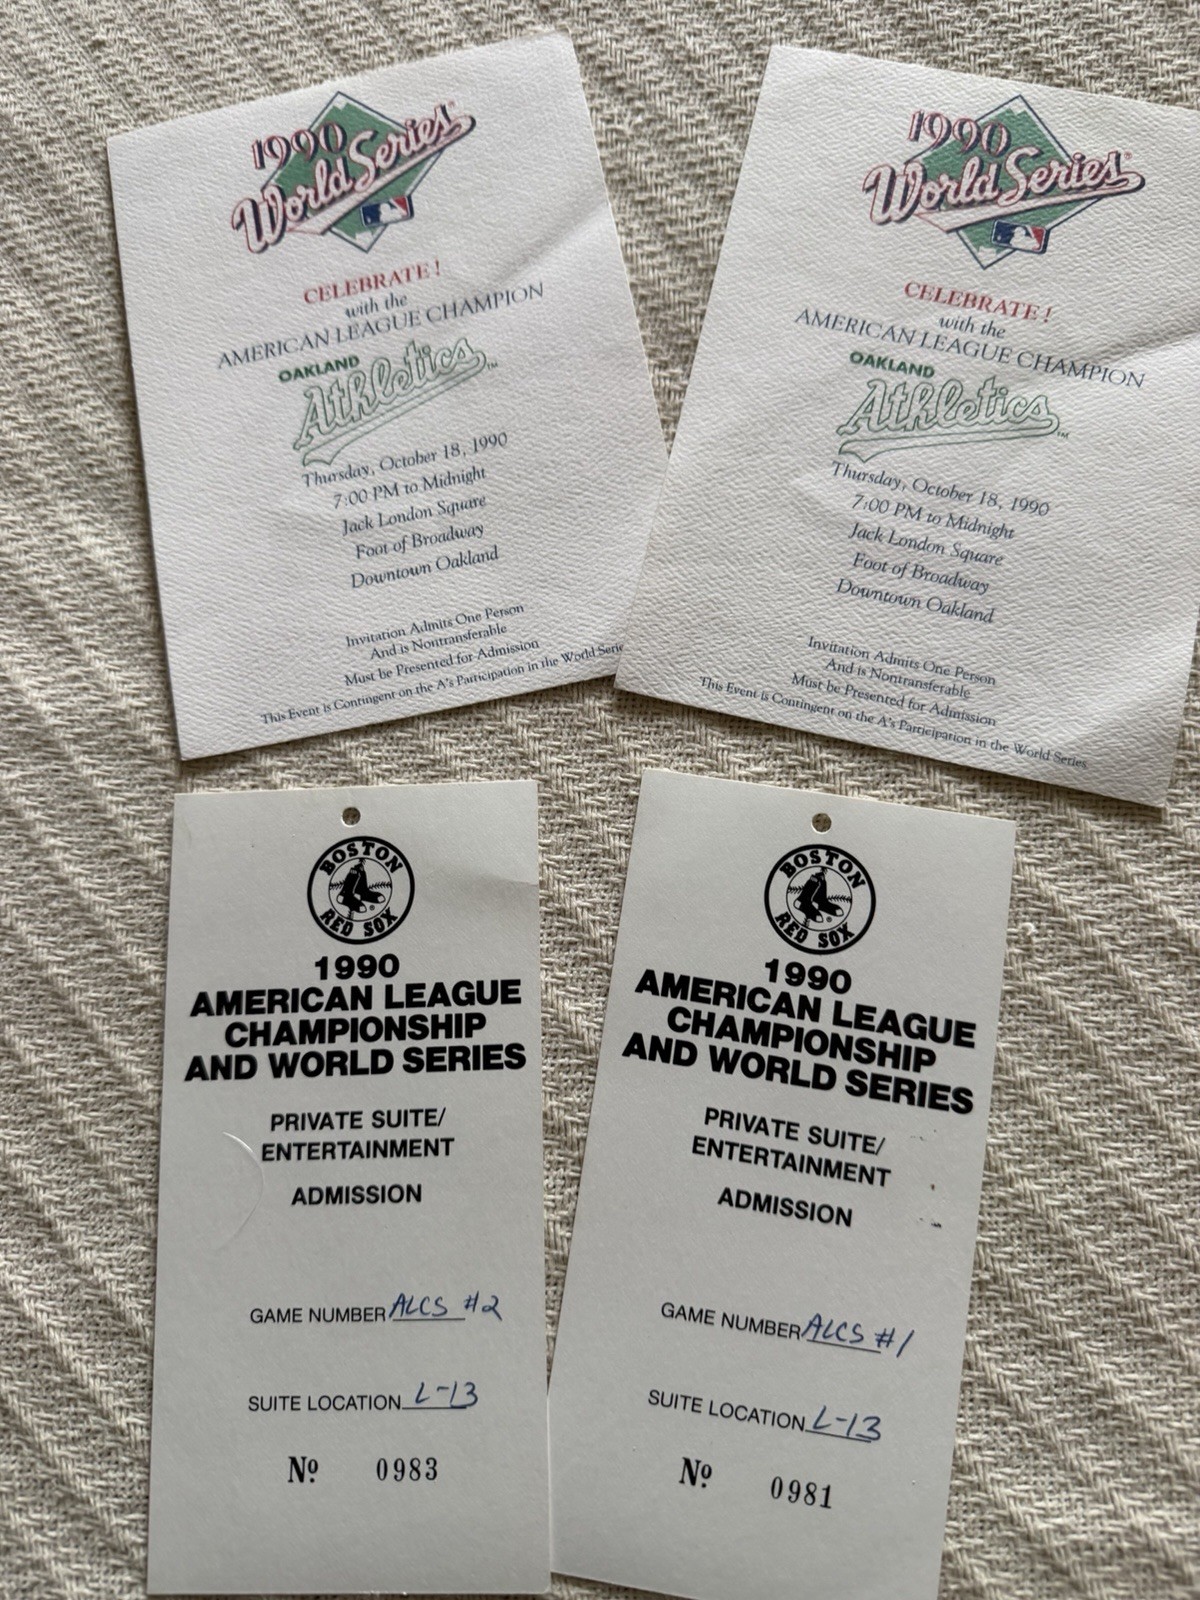 1990
World Series
CELEBRATE!
with the
AMERICAN LEAGUE CHAMPION
OAKLAND
Athletics™
Thursday, October 18, 1990
7:00 PM to Midnight
Jack London Square
Foot of Broadway
Downtown Oakland
Invitation Admits One Person
And is Nontransferable
Must be Presented for Admission
This Event is Contingent on the A's Participation in the World Serie
1990
World Series
CELEBRATE!
with the
AMERICAN LEAGUE CHAMPION
OAKLAND
Athletics™
Thursday, October 18, 1990
7:00 PM to Midnight
Jack London Square
Foot of Broadway
Downtown Oakland
Invitation Admits One Person
And is Nontransferable
Must be Presented for Admission
This Event is Contingent on the A's Participation in the World Series
BOSTON
RED SOX
1990
AMERICAN LEAGUE
CHAMPIONSHIP
AND WORLD SERIES
PRIVATE SUITE/
ENTERTAINMENT
ADMISSION
GAME NUMBER ALCS #2
SUITE LOCATION L-13
Nº 0983
BOSTON
RED SOX
1990
AMERICAN LEAGUE
CHAMPIONSHIP
AND WORLD SERIES
PRIVATE SUITE/
ENTERTAINMENT
ADMISSION
GAME NUMBER ALCS #1
SUITE LOCATION L-13
Nº 0981